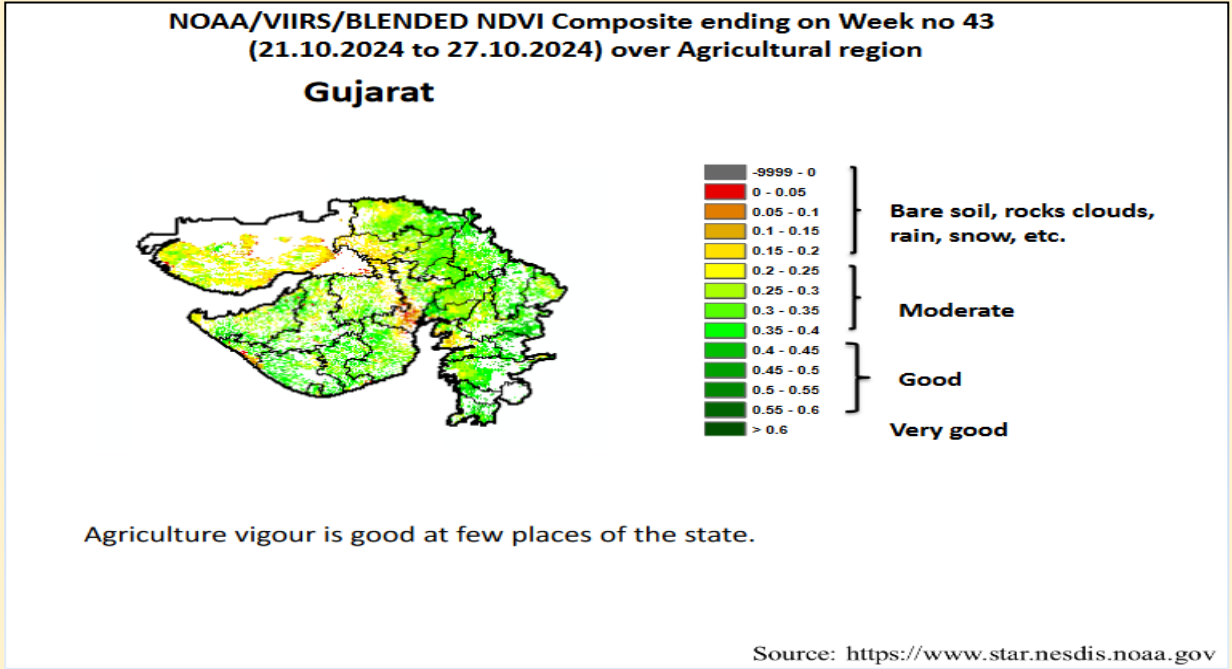 NOAA/VIIRS/BLENDED NDVI Composite ending on Week no 43
(21.10.2024 to 27.10.2024) over Agricultural region
Gujarat
-9999 - 0
0 - 0.05
0.05 - 0.1
0.1 - 0.15
0.15 - 0.2
Bare soil, rocks clouds,
rain, snow, etc.
0.2 - 0.25
0.25 - 0.3
0.3 - 0.35
0.35 - 0.4
Moderate
0.4 - 0.45
0.45 - 0.5
0.5 - 0.55
0.55 - 0.6
Good
> 0.6
Very good
Agriculture vigour is good at few places of the state.
Source: https://www.star.nesdis.noaa.gov